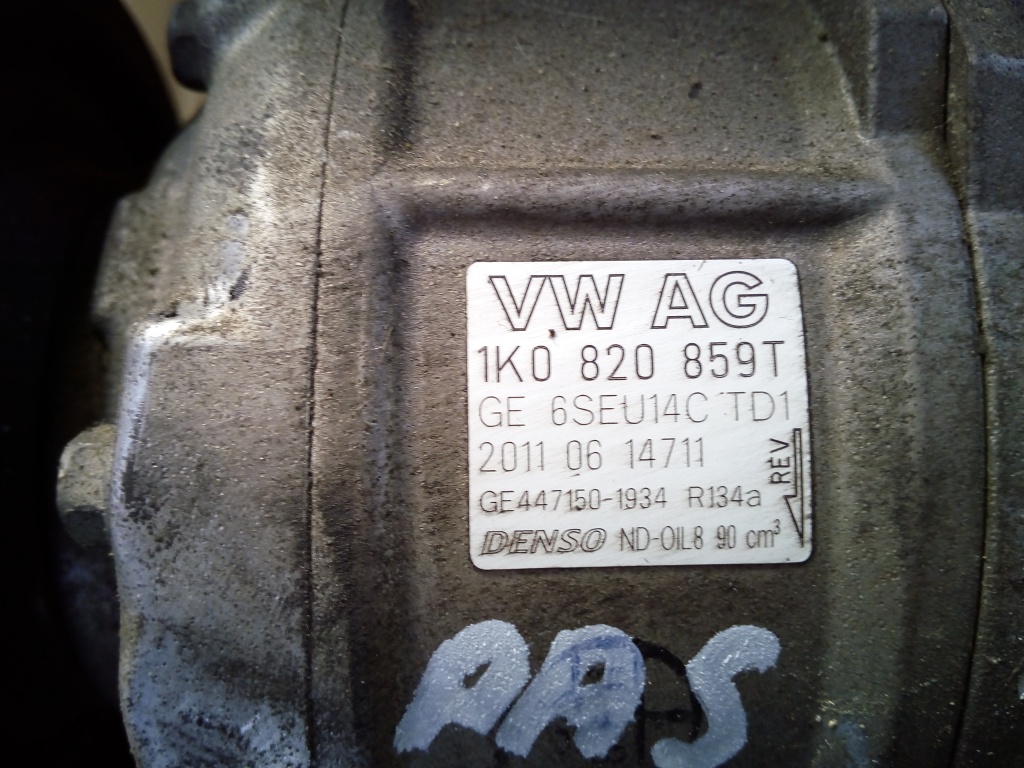 VW AG
1K0 820 859T
GE 6SEU14C TD1
2011 06 14711
REV
GE447150-1934 R134a
DENSO ND-OIL8 90 cm³
AAS